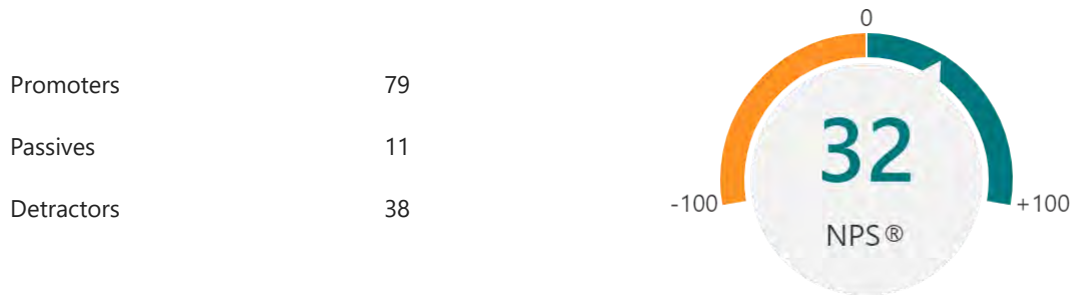 Promoters 79
Passives 11
Detractors 38
0
-100
+100
32
NPS®